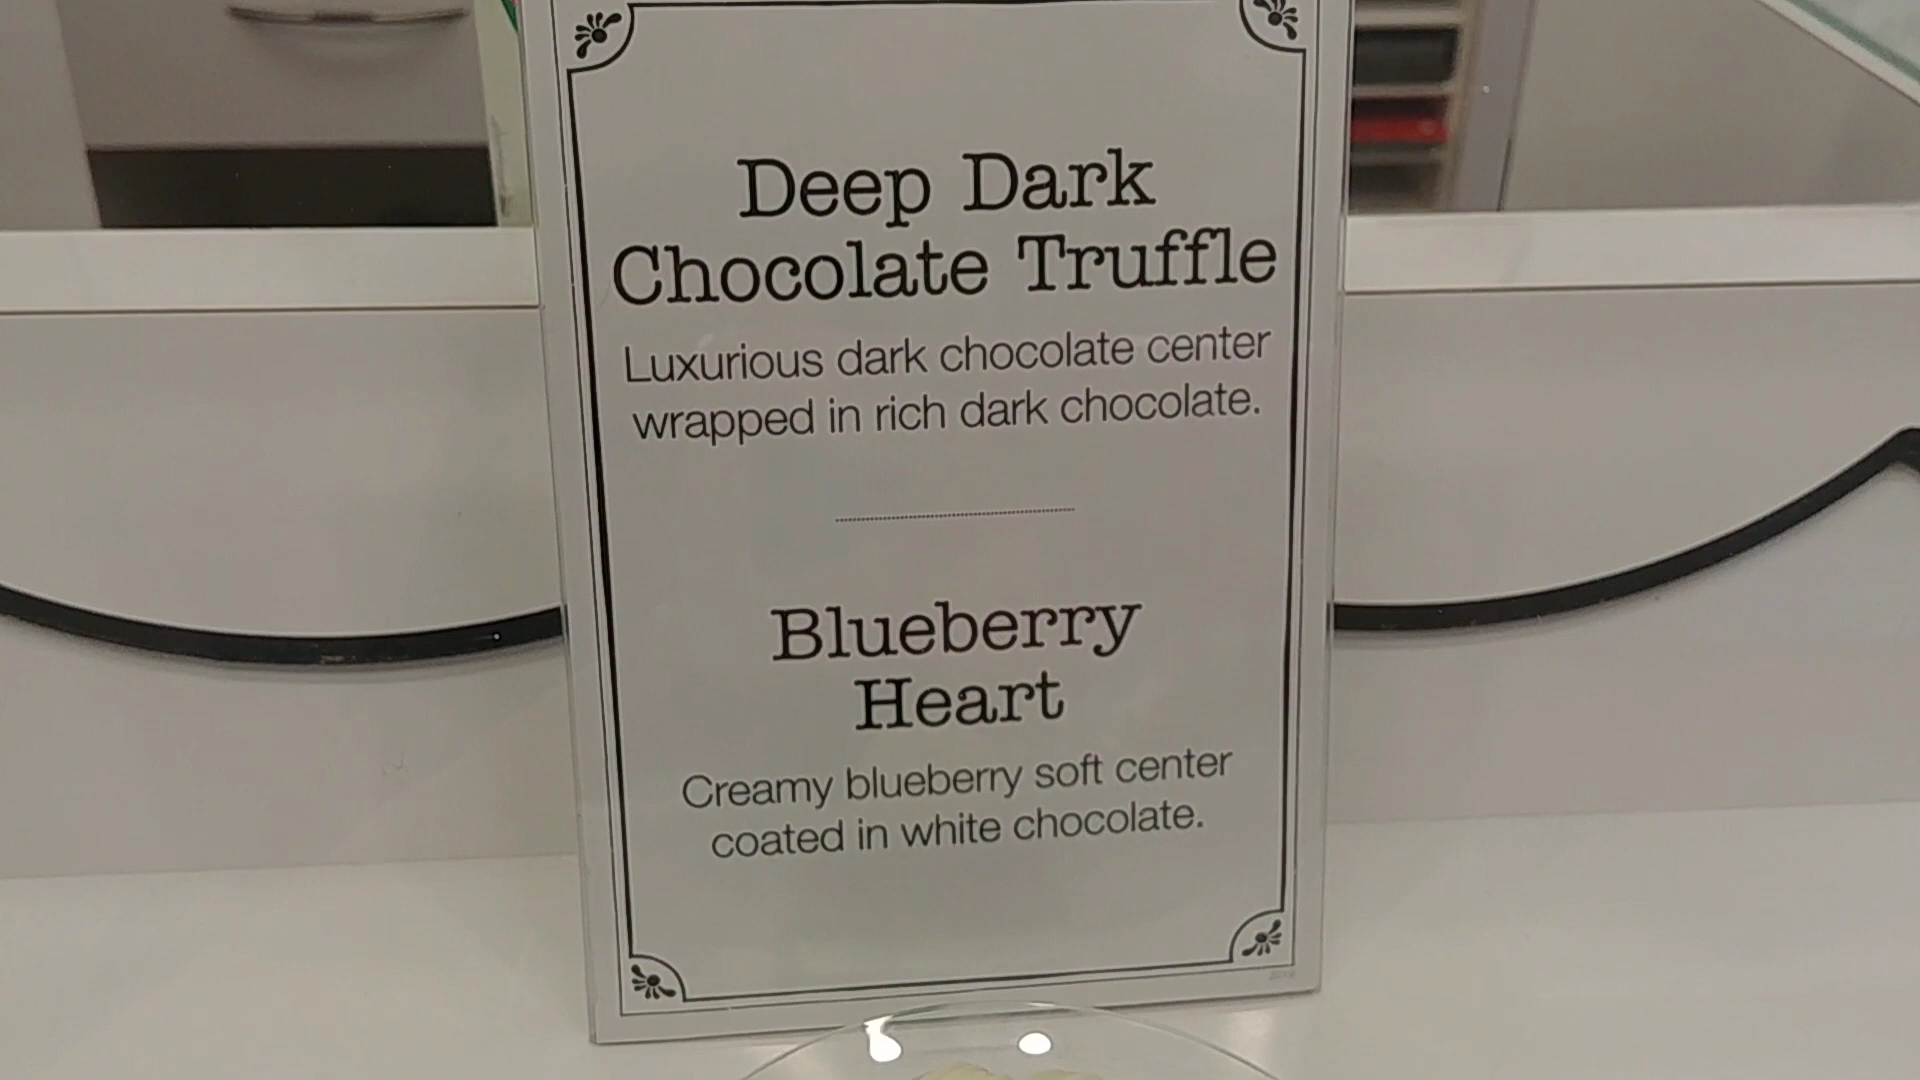 Deep Dark
Chocolate Truffle
Luxurious dark chocolate center
wrapped in rich dark chocolate.
Blueberry
Heart
Creamy blueberry soft center
coated in white chocolate.